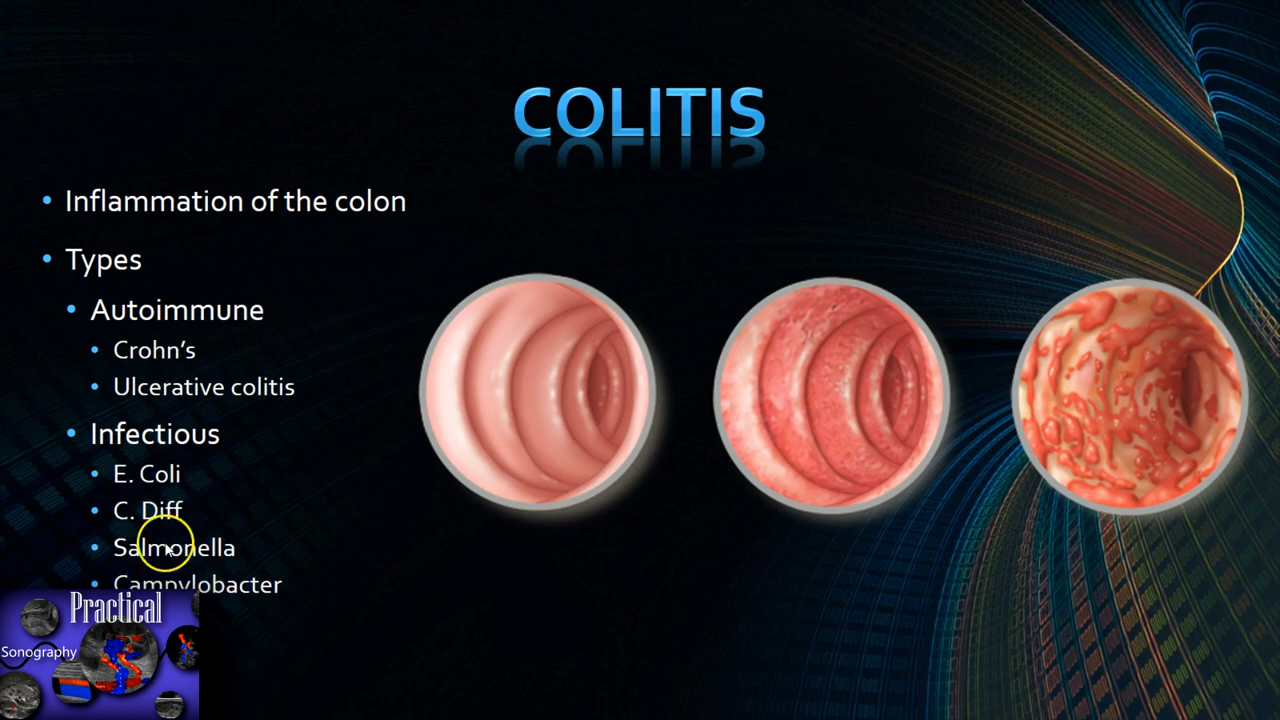 COLITIS
• Inflammation of the colon
• Types
• Autoimmune
• Crohn's
• Ulcerative colitis
• Infectious
• E. Coli
• C. Diff
• Salmonella
• Campylobacter
Practical
Sonography